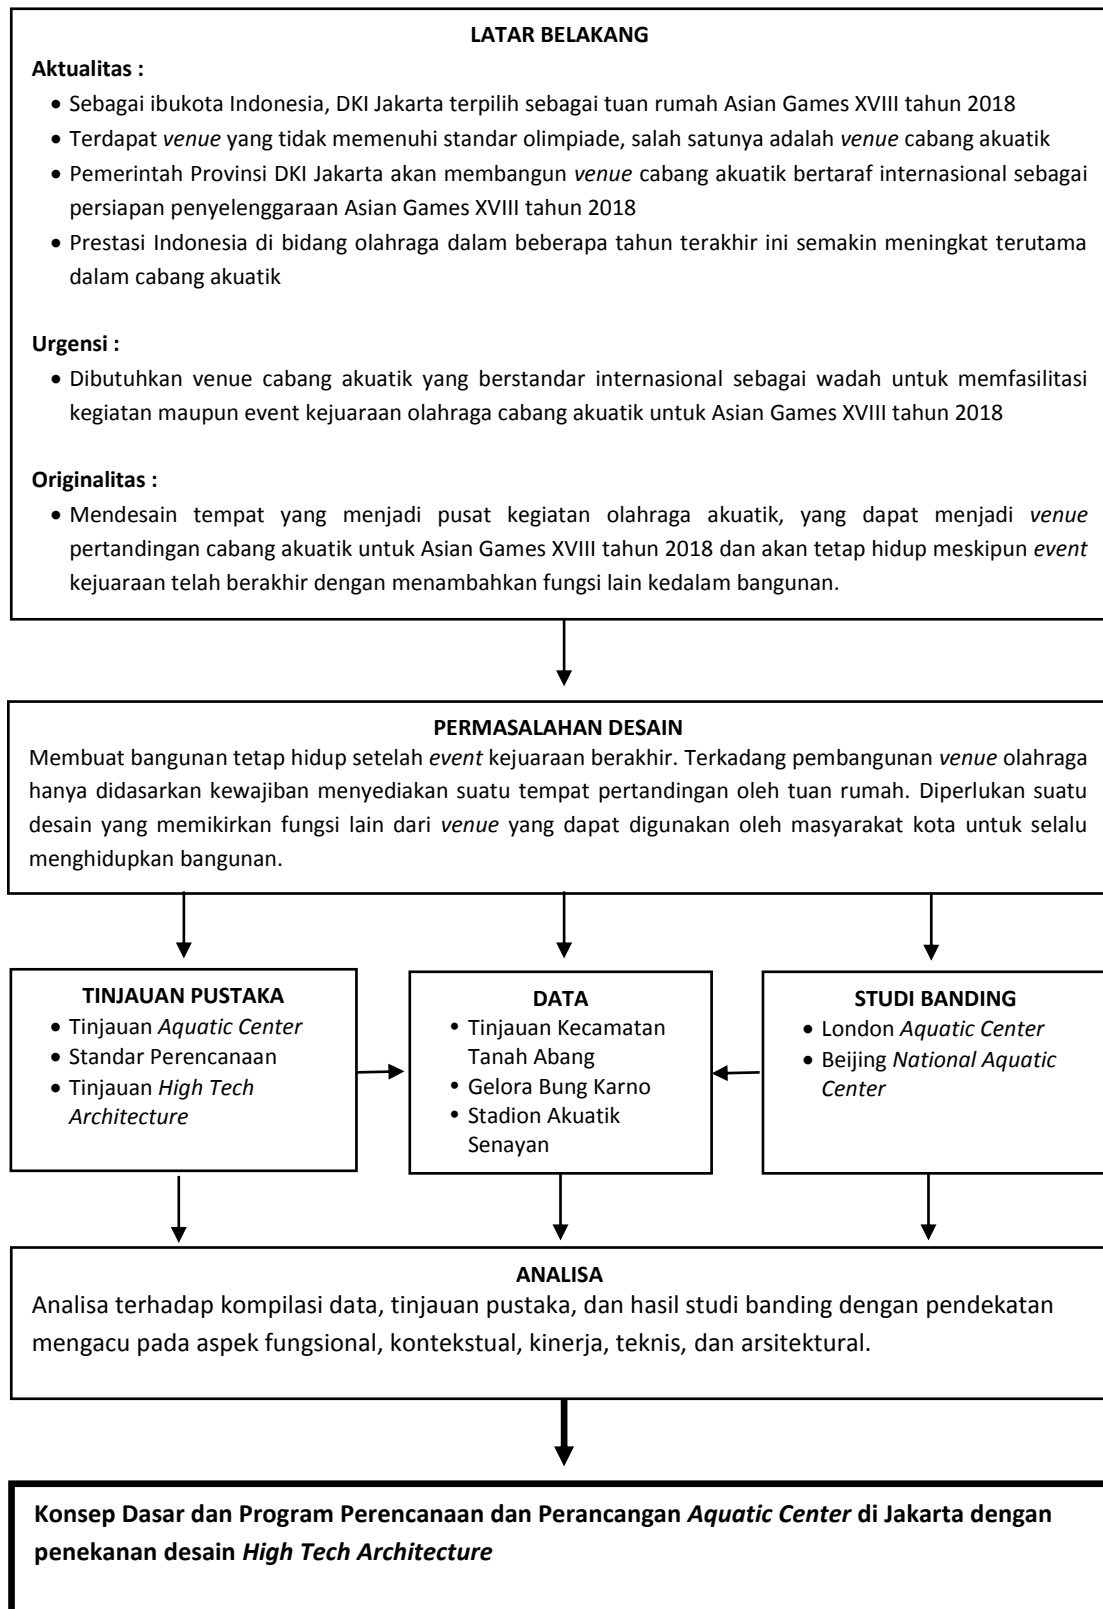 LATAR BELAKANG
Aktualitas :
• Sebagai ibukota Indonesia, DKI Jakarta terpilih sebagai tuan rumah Asian Games XVIII tahun 2018
• Terdapat venue yang tidak memenuhi standar olimpiade, salah satunya adalah venue cabang akuatik
• Pemerintah Provinsi DKI Jakarta akan membangun venue cabang akuatik bertaraf internasional sebagai
persiapan penyelenggaraan Asian Games XVIII tahun 2018
• Prestasi Indonesia di bidang olahraga dalam beberapa tahun terakhir ini semakin meningkat terutama
dalam cabang akuatik
Urgensi :
• Dibutuhkan venue cabang akuatik yang berstandar internasional sebagai wadah untuk memfasilitasi
kegiatan maupun event kejuaraan olahraga cabang akuatik untuk Asian Games XVIII tahun 2018
Originalitas :
• Mendesain tempat yang menjadi pusat kegiatan olahraga akuatik, yang dapat menjadi venue
pertandingan cabang akuatik untuk Asian Games XVIII tahun 2018 dan akan tetap hidup meskipun event
kejuaraan telah berakhir dengan menambahkan fungsi lain kedalam bangunan.
PERMASALAHAN DESAIN
Membuat bangunan tetap hidup setelah event kejuaraan berakhir. Terkadang pembangunan venue olahraga
hanya didasarkan kewajiban menyediakan suatu tempat pertandingan oleh tuan rumah. Diperlukan suatu
desain yang memikirkan fungsi lain dari venue yang dapat digunakan oleh masyarakat kota untuk selalu
menghidupkan bangunan.
TINJAUAN PUSTAKA
• Tinjauan Aquatic Center
• Standar Perencanaan
• Tinjauan High Tech
Architecture
DATA
• Tinjauan Kecamatan
Tanah Abang
• Gelora Bung Karno
• Stadion Akuatik
Senayan
STUDI BANDING
• London Aquatic Center
• Beijing National Aquatic
Center
ANALISA
Analisa terhadap kompilasi data, tinjauan pustaka, dan hasil studi banding dengan pendekatan
mengacu pada aspek fungsional, kontekstual, kinerja, teknis, dan arsitektural.
Konsep Dasar dan Program Perencanaan dan Perancangan Aquatic Center di Jakarta dengan
penekanan desain High Tech Architecture